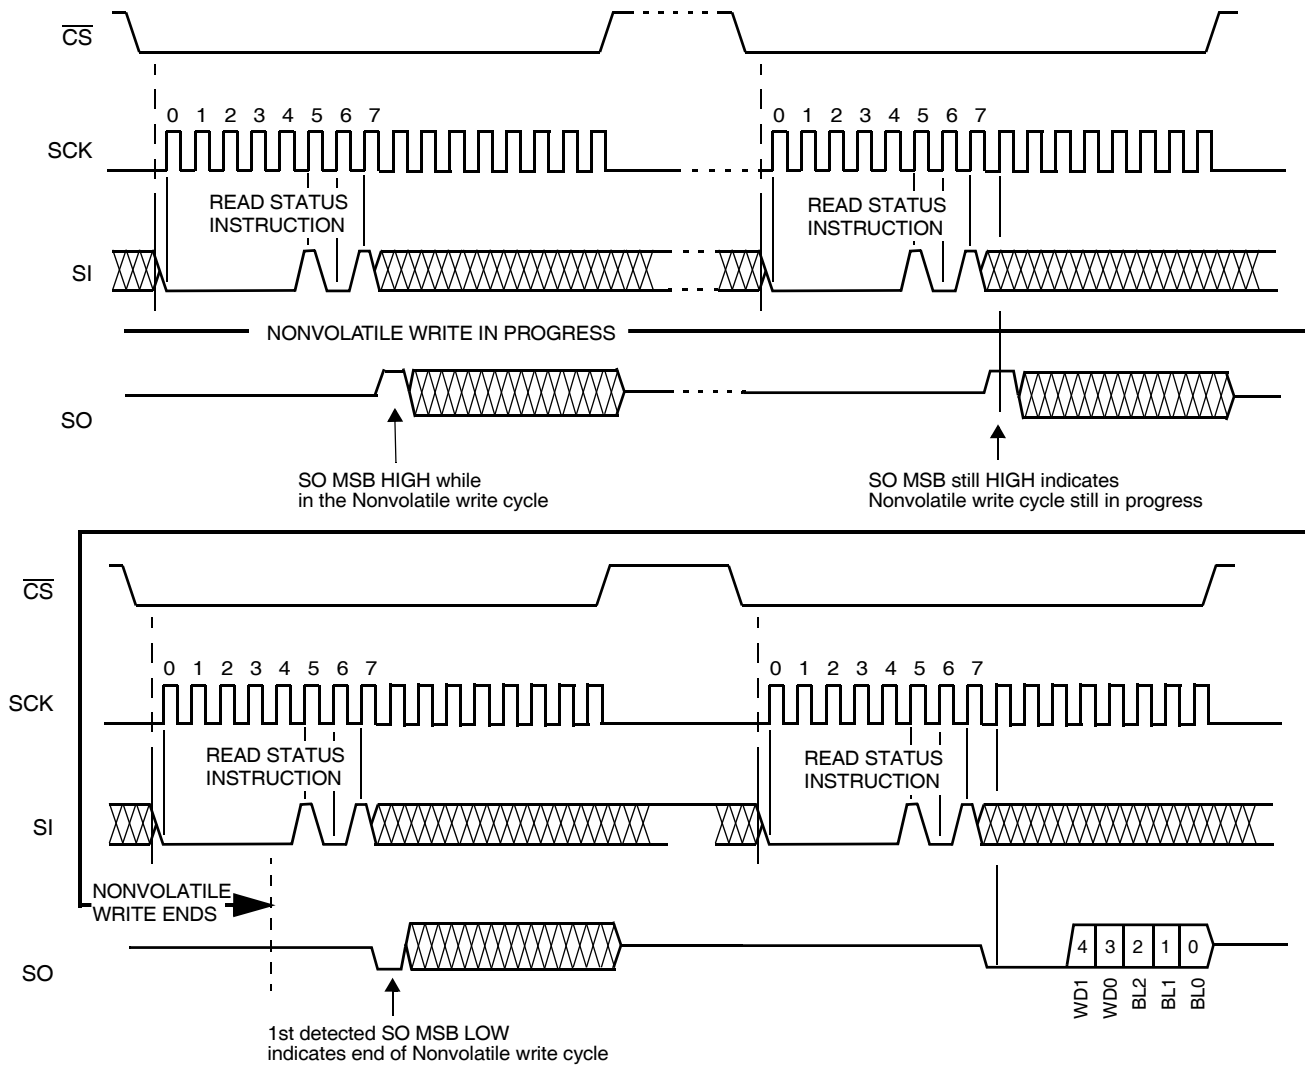 CS
0 1 2 3 4 5 6 7 0 1 2 3 4 5 6 7
SCK
READ STATUS
INSTRUCTION
READ STATUS
INSTRUCTION
SI
NONVOLATILE WRITE IN PROGRESS
SO
SO MSB HIGH while
in the Nonvolatile write cycle
SO MSB still HIGH indicates
Nonvolatile write cycle still in progress
CS
0 1 2 3 4 5 6 7 0 1 2 3 4 5 6 7
SCK
READ STATUS
INSTRUCTION
READ STATUS
INSTRUCTION
SI
NONVOLATILE
WRITE ENDS
SO
4 3 2 1 0
WD1
WD0
BL2
BL1
BL0
1st detected SO MSB LOW
indicates end of Nonvolatile write cycle